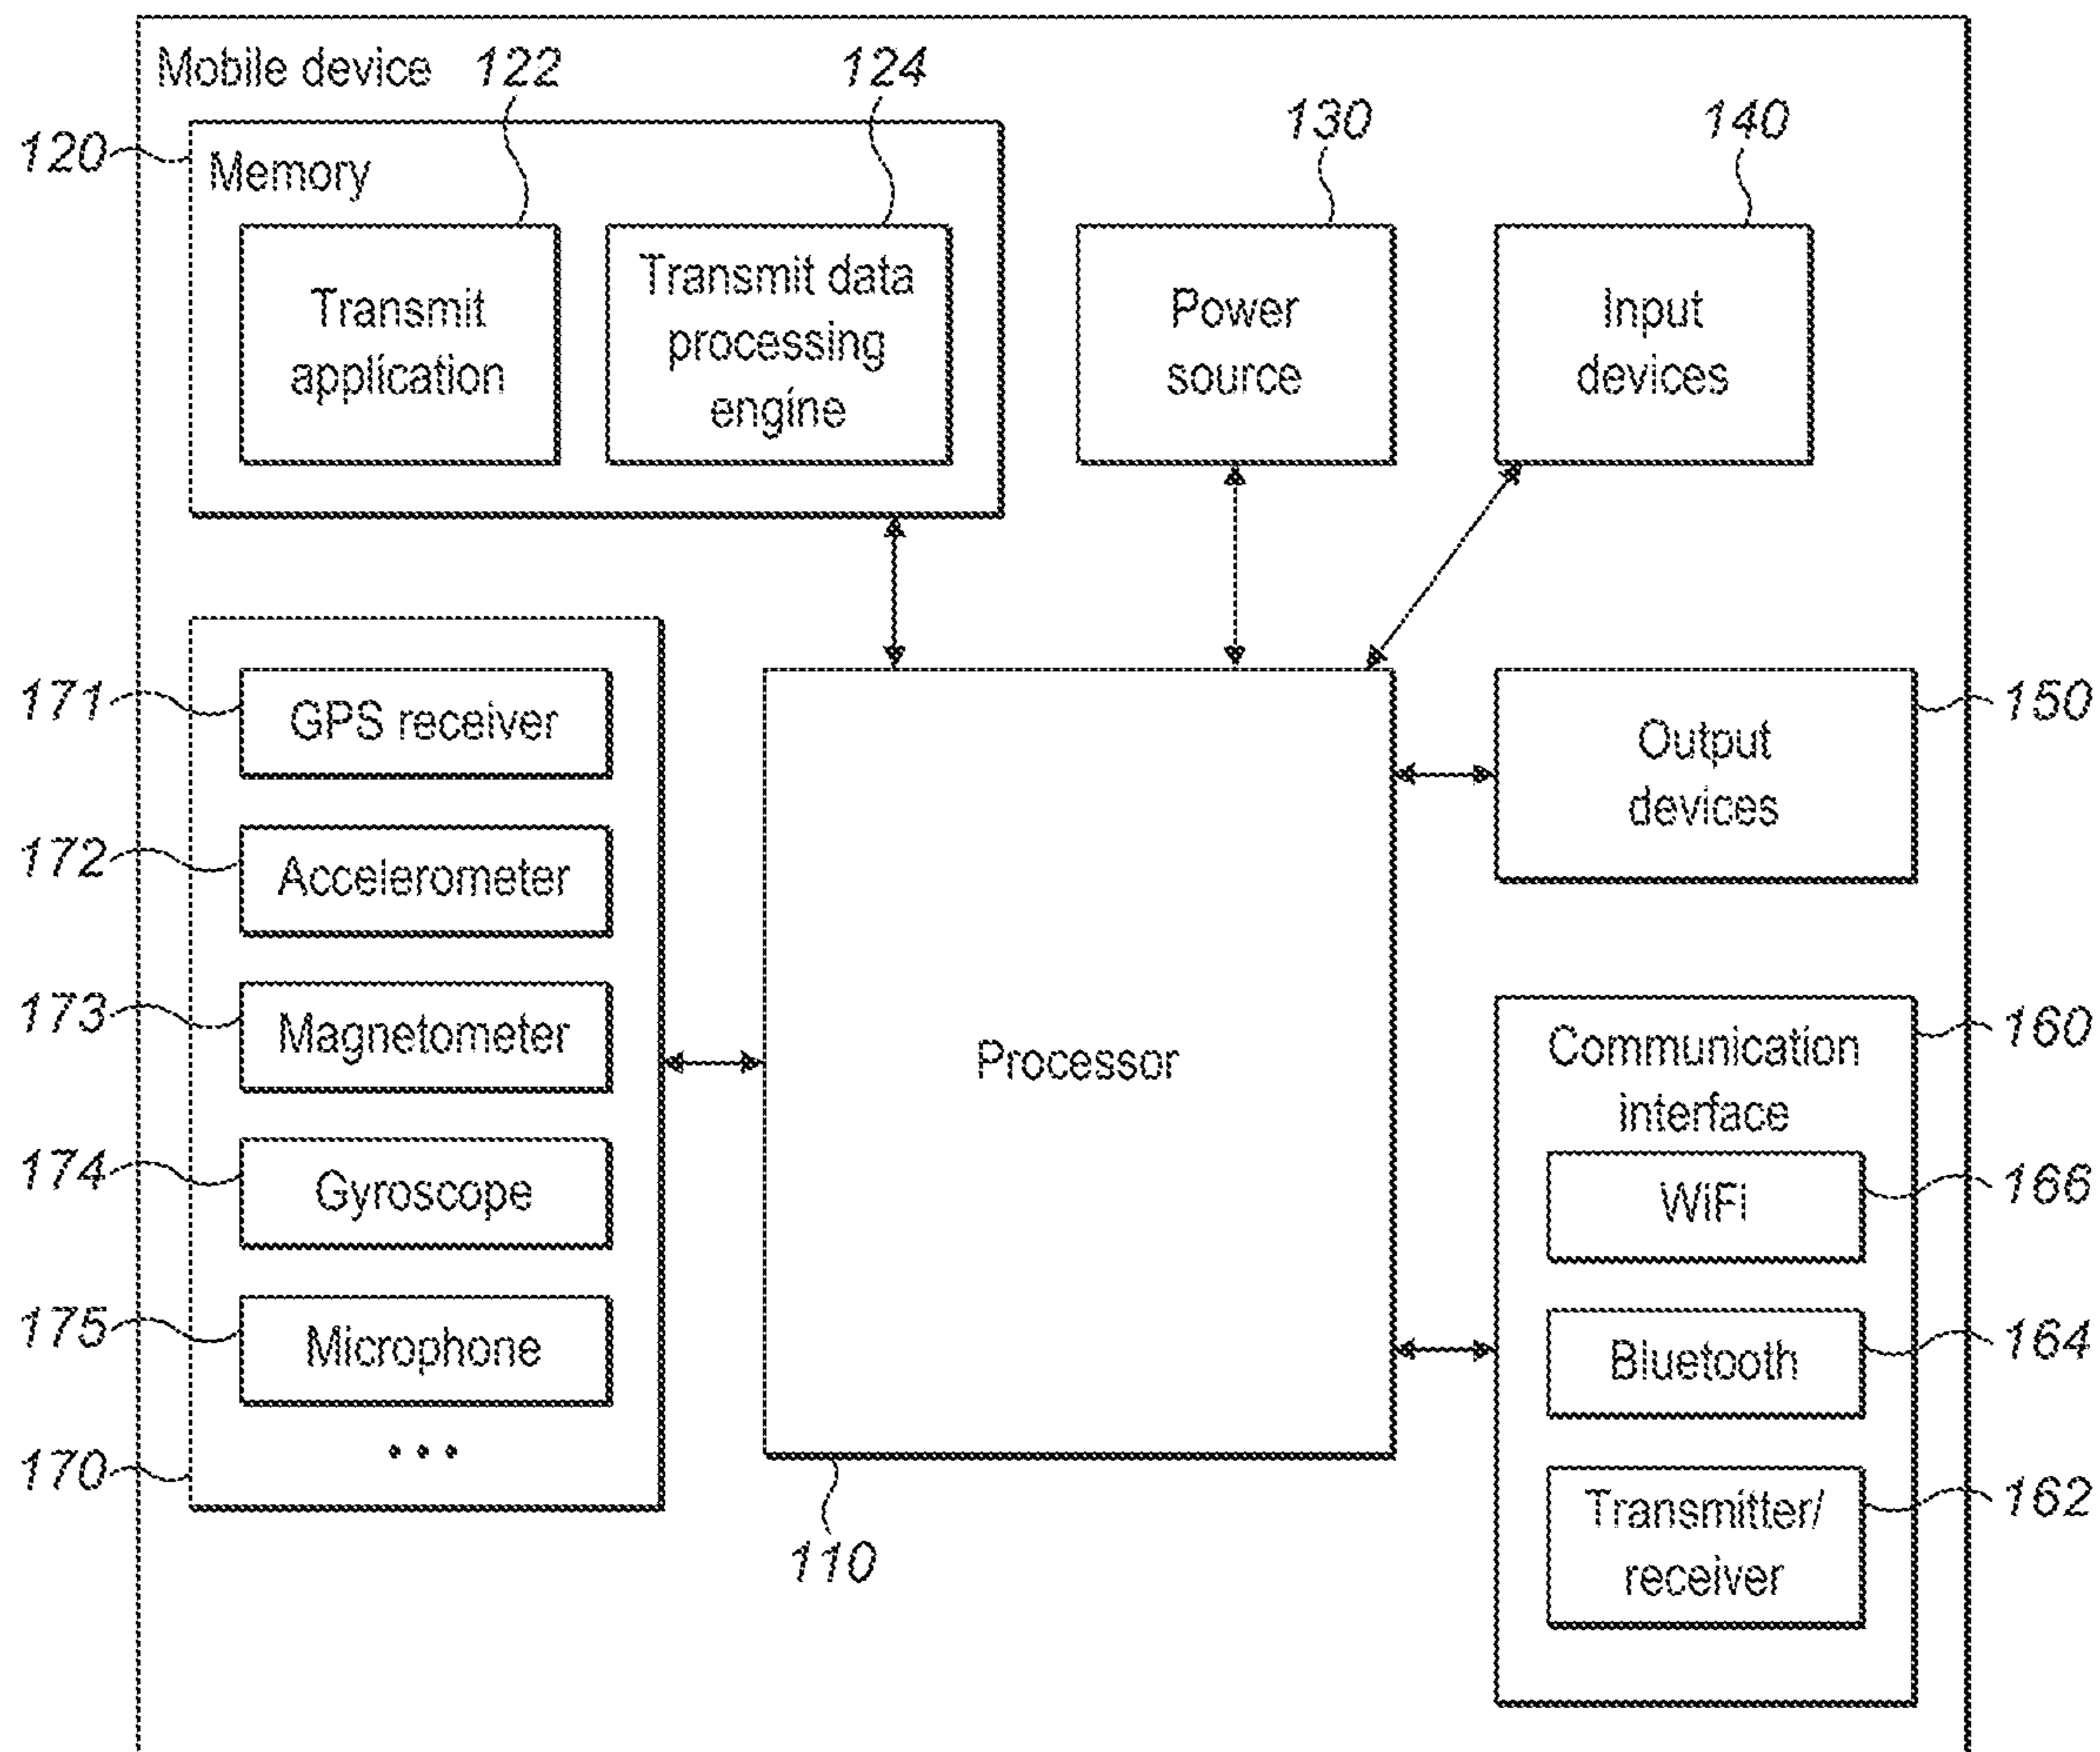 Mobile device
122
124
130
140
120
Memory
Transmit
application
Transmit data
processing
engine
Power
source
Input
devices
171
GPS receiver
172
Accelerometer
173
Magnetometer
174
Gyroscope
175
Microphone
...
170
Processor
110
Output
devices
150
Communication
interface
160
WiFi
166
Bluetooth
164
Transmitter/
receiver
162